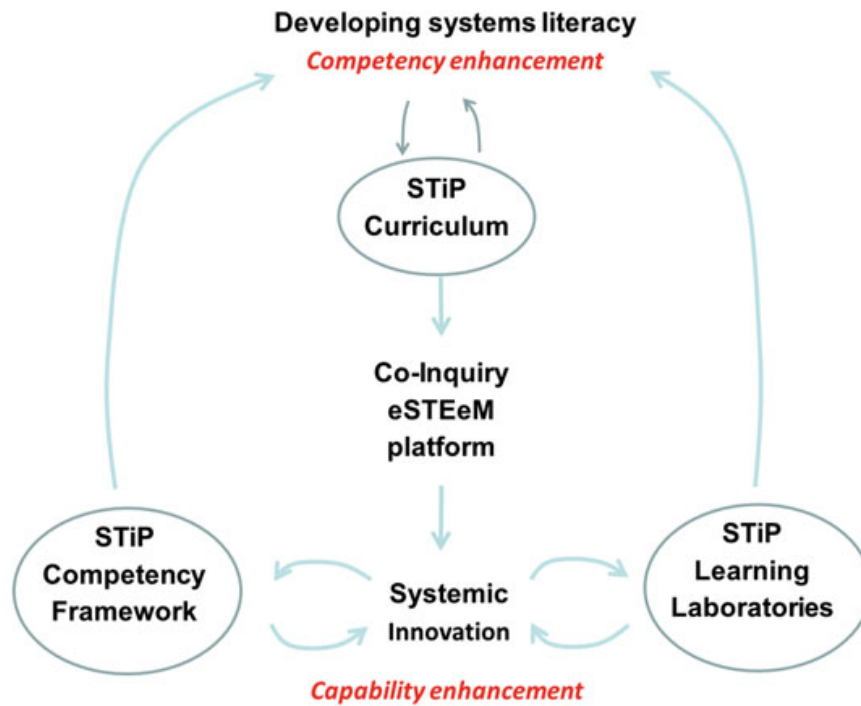 Developing systems literacy
Competency enhancement
STiP
Curriculum
Co-Inquiry
eSTEeM
platform
STiP
Competency
Framework
Systemic
Innovation
STiP
Learning
Laboratories
Capability enhancement